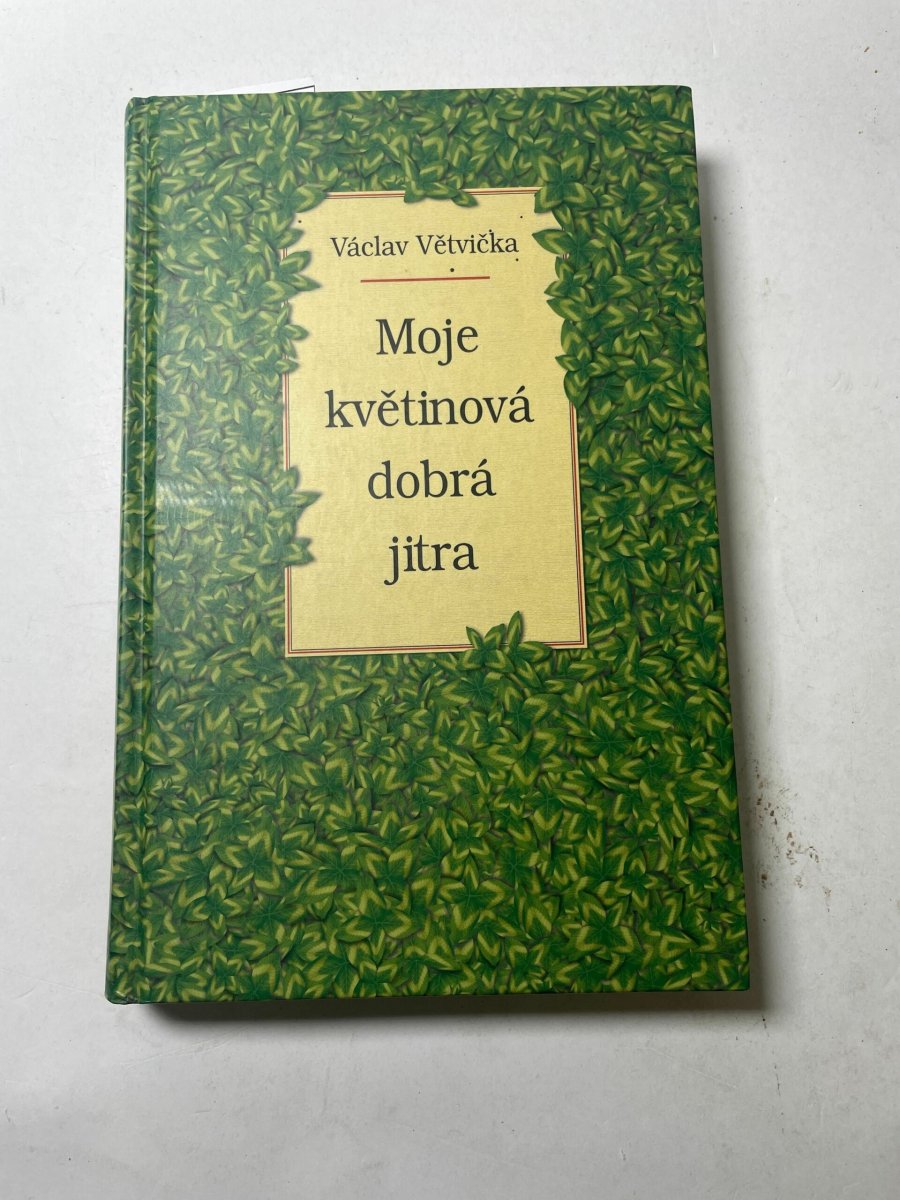 Václav Větvička
Moje
květinová
dobrá
jitra